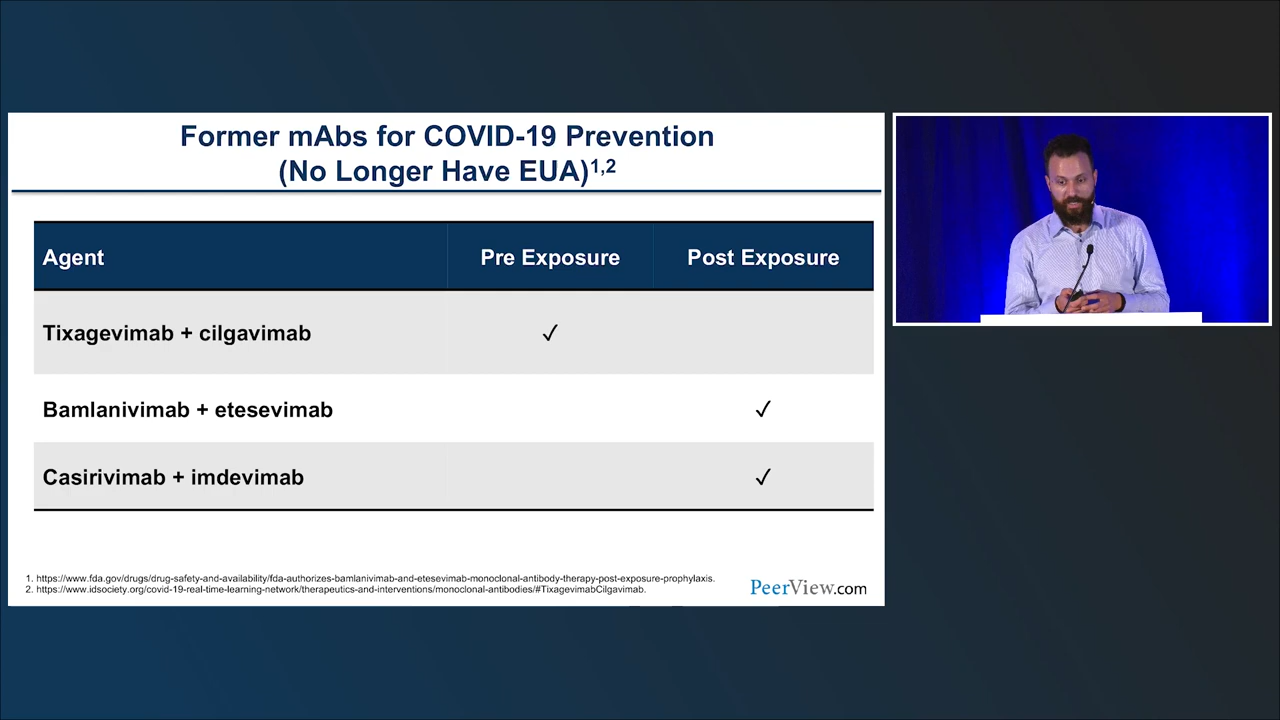 Former mAbs for COVID-19 Prevention
(No Longer Have EUA)1,2
Agent
Pre Exposure
Post Exposure
Tixagevimab + cilgavimab
✓
Bamlanivimab + etesevimab
✓
Casirivimab + imdevimab
✓
1. https://www.fda.gov/drugs/drug-safety-and-availability/fda-authorizes-bamlanivimab-and-etesevimab-monoclonal-antibody-therapy-post-exposure-prophylaxis.
2. https://www.idsociety.org/covid-19-real-time-learning-network/therapeutics-and-interventions/monoclonal-antibodies/#TixagevimabCilgavimab.
PeerView.com